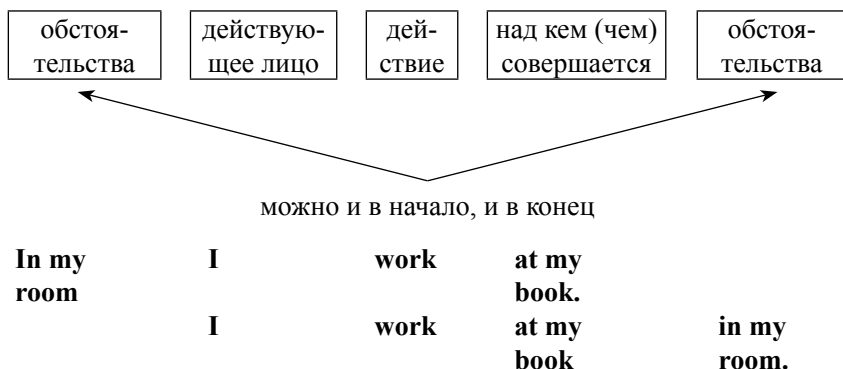 обстоя- действую- дей- над кем (чем) обстоя-
тельства щее лицо ствие совершается тельства
можно и в начало, и в конец
In my I work at my
room book.
I work at my in my
book room.